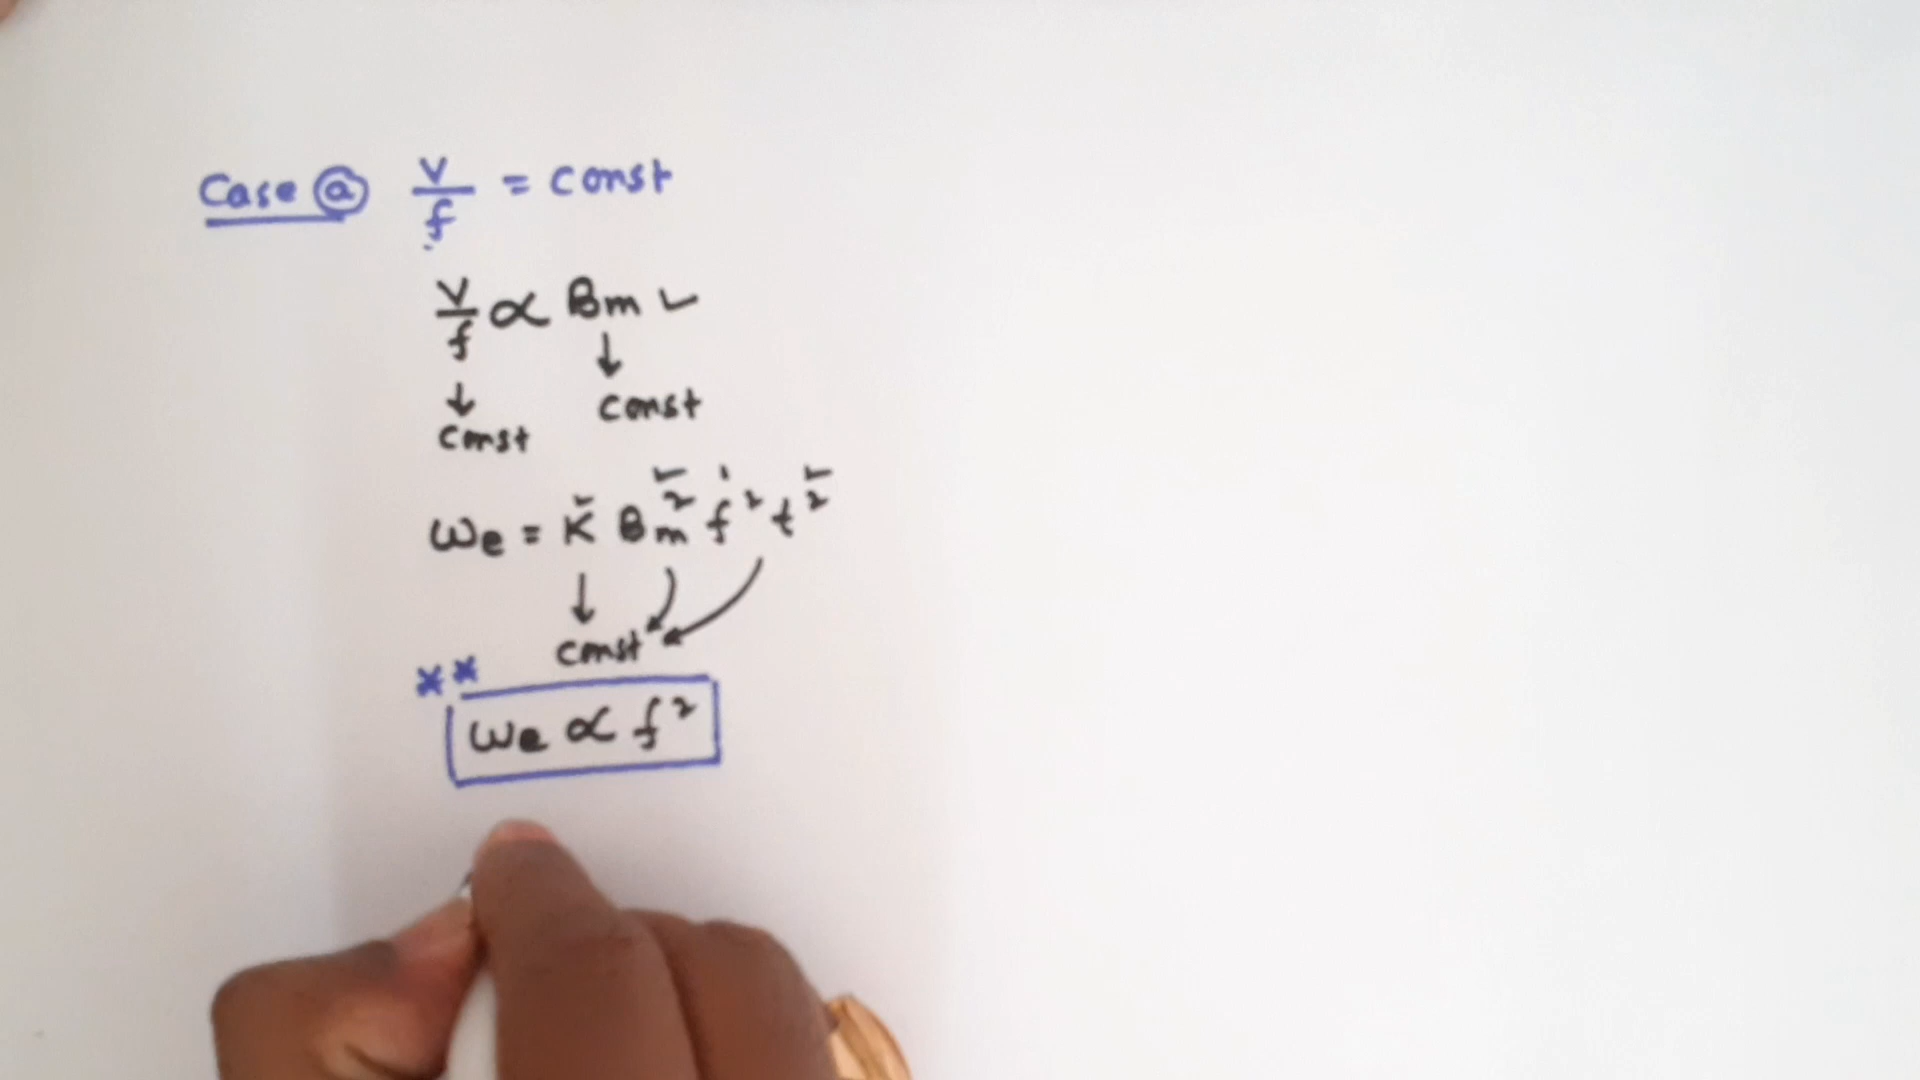 Case ⓐ V/f = const
V/f ∝ Bm ✓
↓ ↓
const const
We = K Bm² f² t²
↓
const
**
We ∝ f²